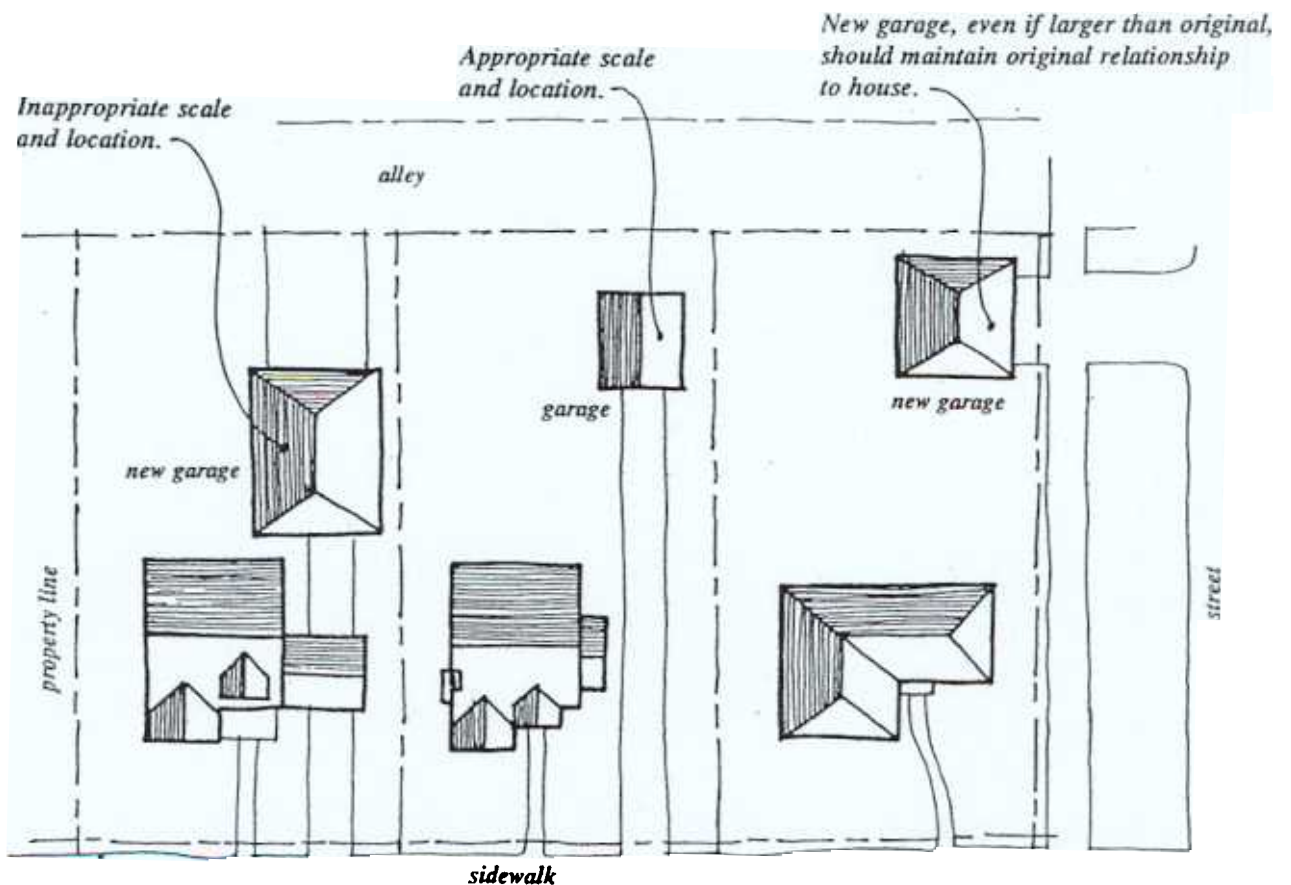 New garage, even if larger than original,
should maintain original relationship
to house.
Appropriate scale
and location.
Inappropriate scale
and location.
alley
garage
new garage
new garage
property line
street
sidewalk